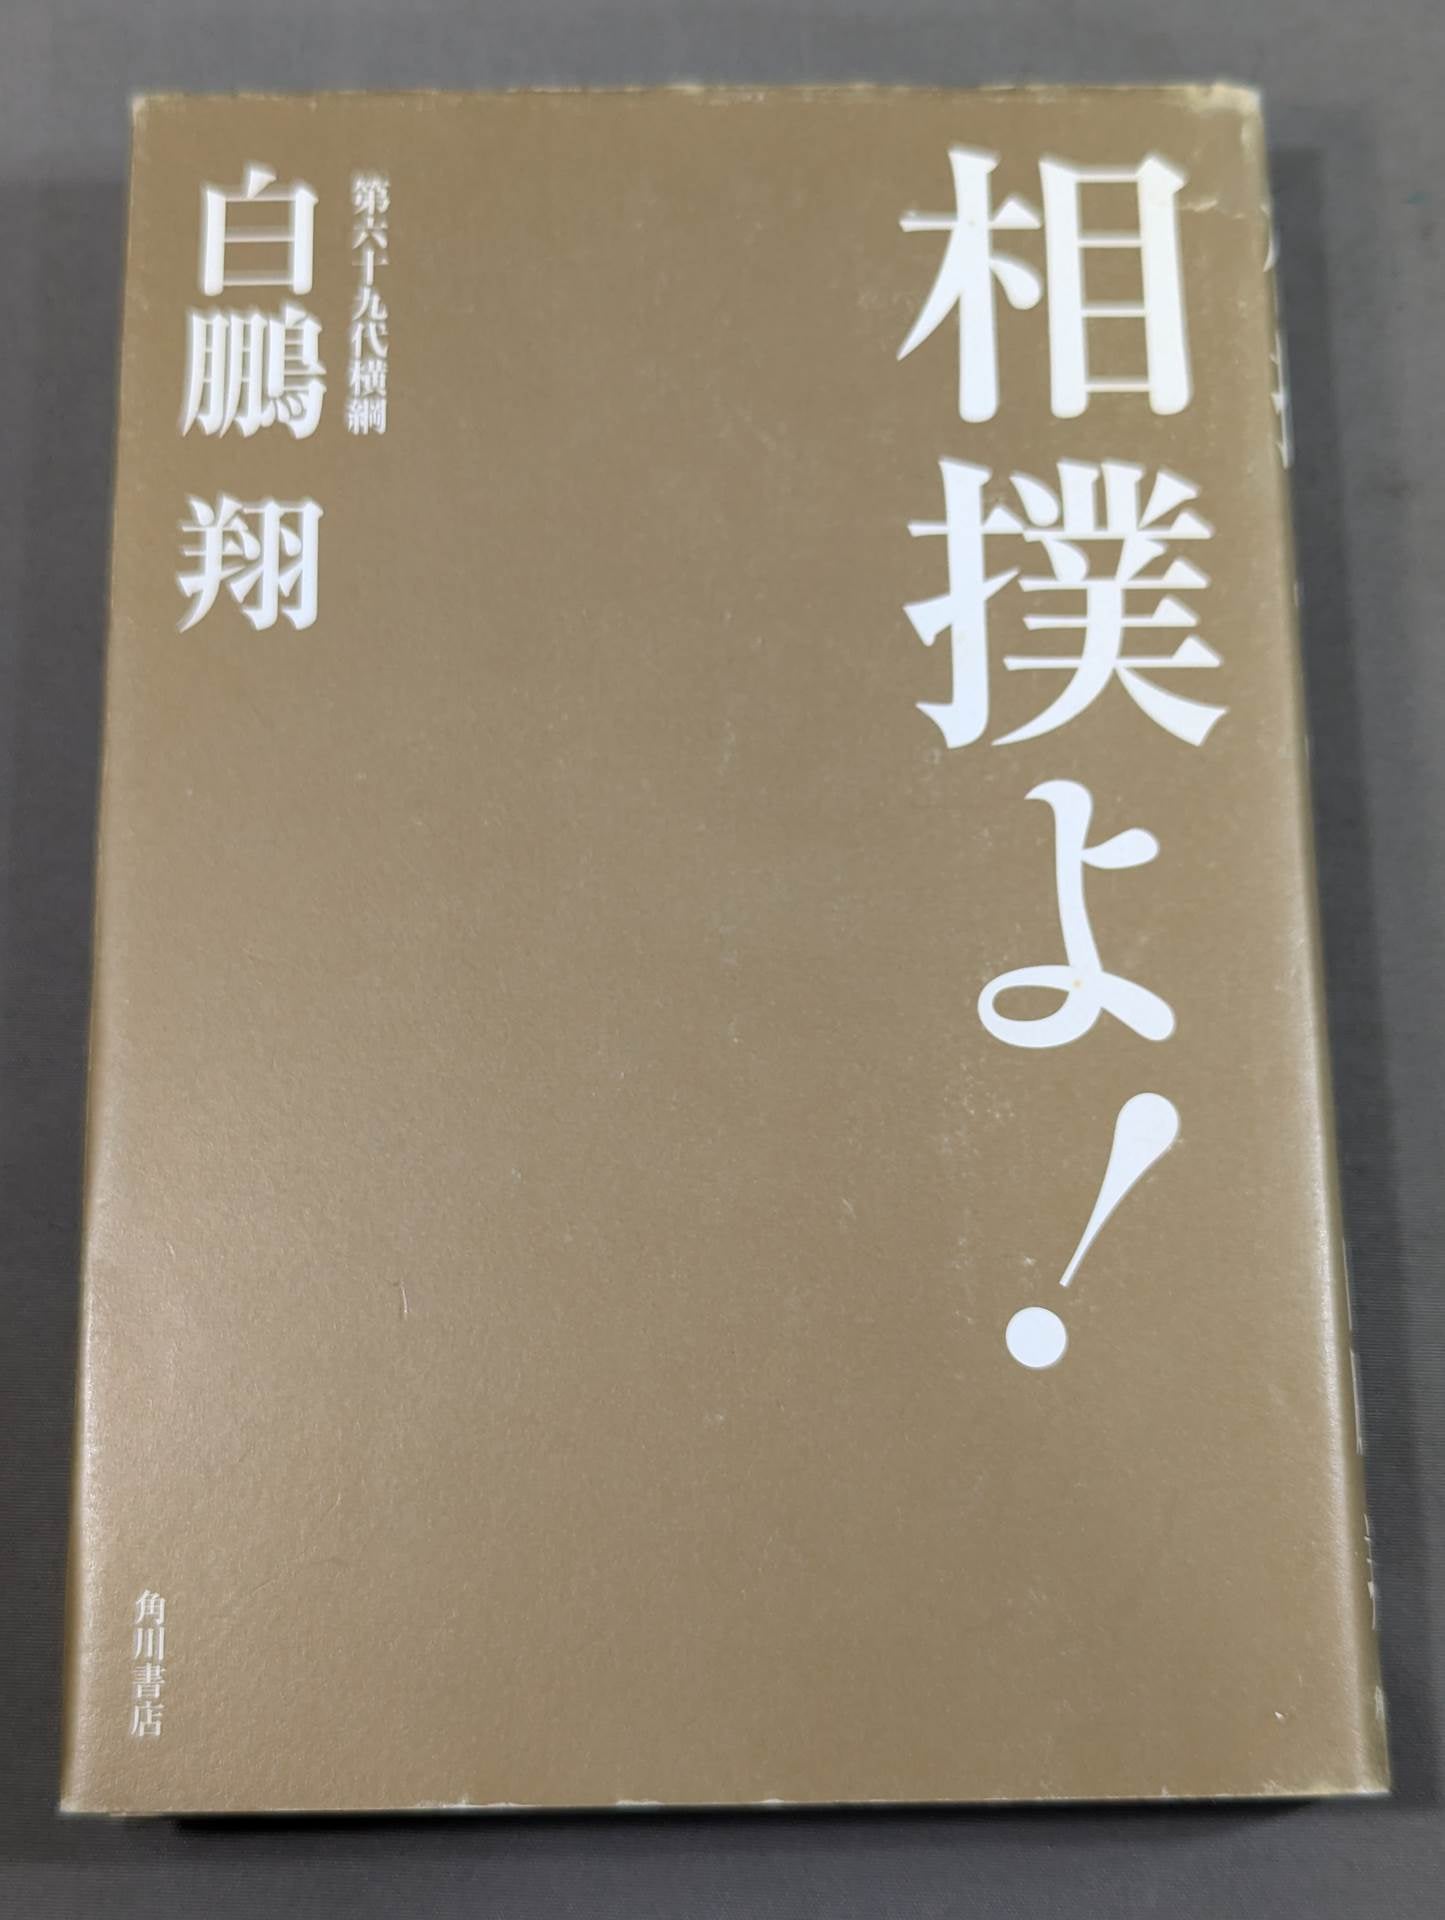 相撲よ!
第六十九代横綱
白鵬 翔
角川書店